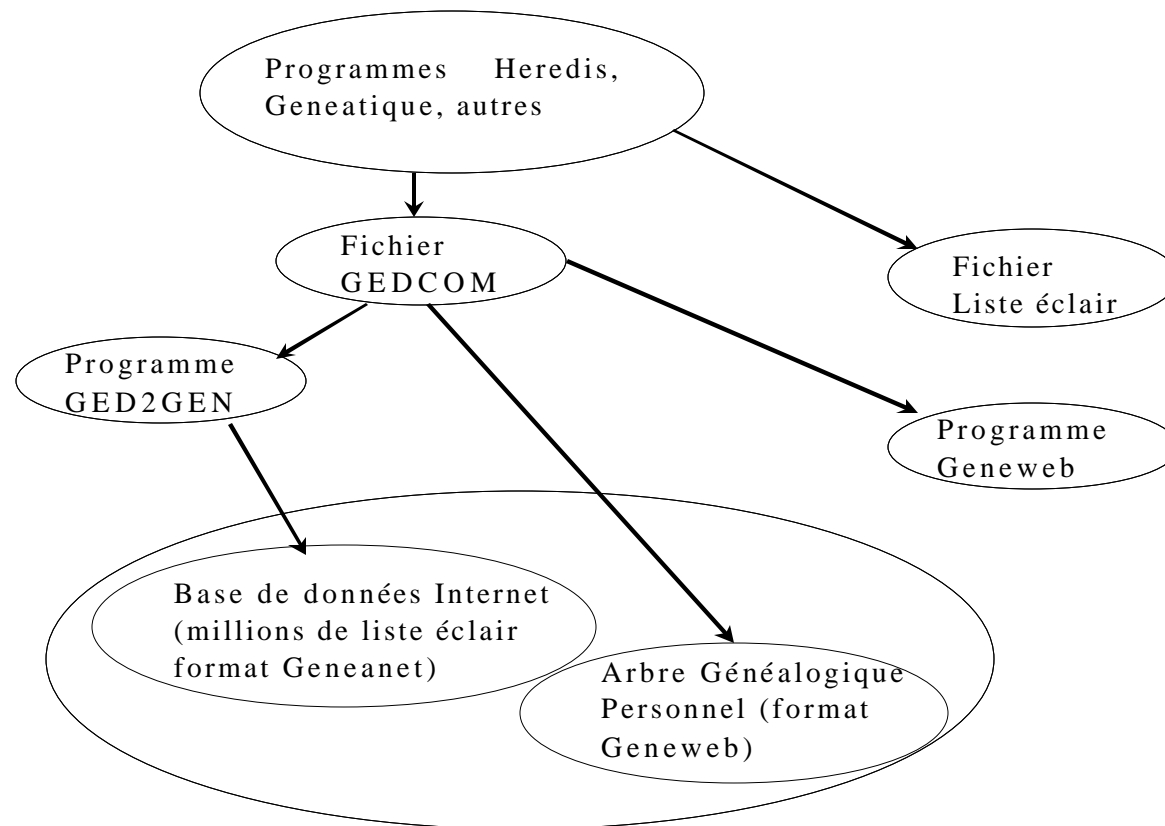 Programmes Heredis,
Geneatique, autres
Fichier
GEDCOM
Fichier
Liste éclair
Programme
GED2GEN
Programme
Geneweb
Base de données Internet
(millions de liste éclair
format Geneanet)
Arbre Généalogique
Personnel (format
Geneweb)